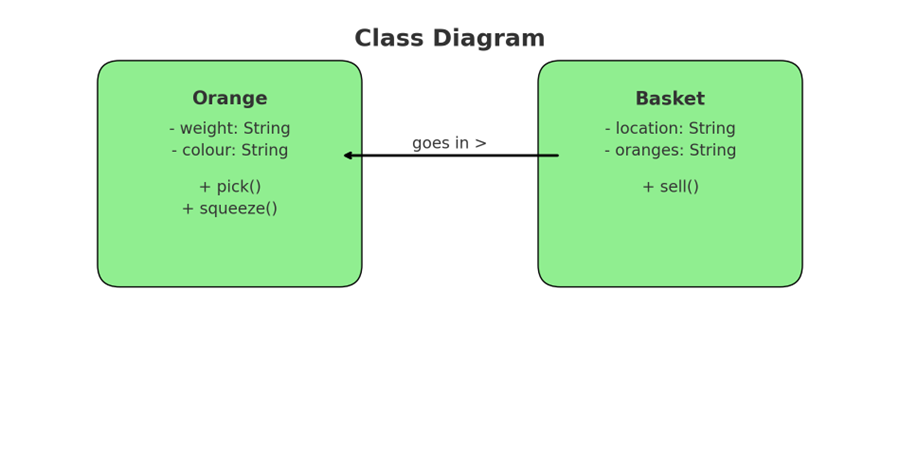 Class Diagram
Orange
- weight: String
- colour: String
+ pick()
+ squeeze()
goes in >
Basket
- location: String
- oranges: String
+ sell()